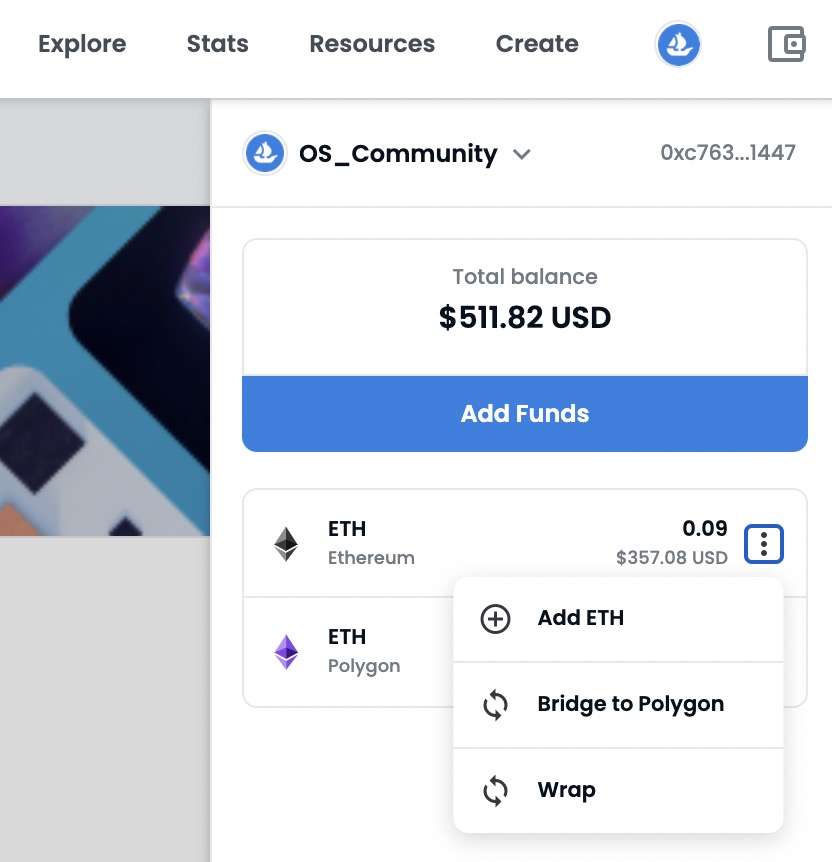 Explore Stats Resources Create
OS_Community 0xc763...1447
Total balance
$511.82 USD
Add Funds
ETH 0.09
Ethereum $357.08 USD
ETH
Polygon
Add ETH
Bridge to Polygon
Wrap